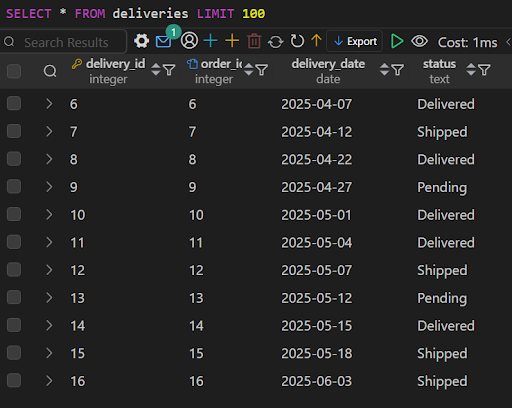 SELECT * FROM deliveries LIMIT 100
Search Results 1 Export Cost: 1ms
delivery_id order_i delivery_date status
integer integer date text
6 6 2025-04-07 Delivered
7 7 2025-04-12 Shipped
8 8 2025-04-22 Delivered
9 9 2025-04-27 Pending
10 10 2025-05-01 Delivered
11 11 2025-05-04 Delivered
12 12 2025-05-07 Shipped
13 13 2025-05-12 Pending
14 14 2025-05-15 Delivered
15 15 2025-05-18 Shipped
16 16 2025-06-03 Shipped